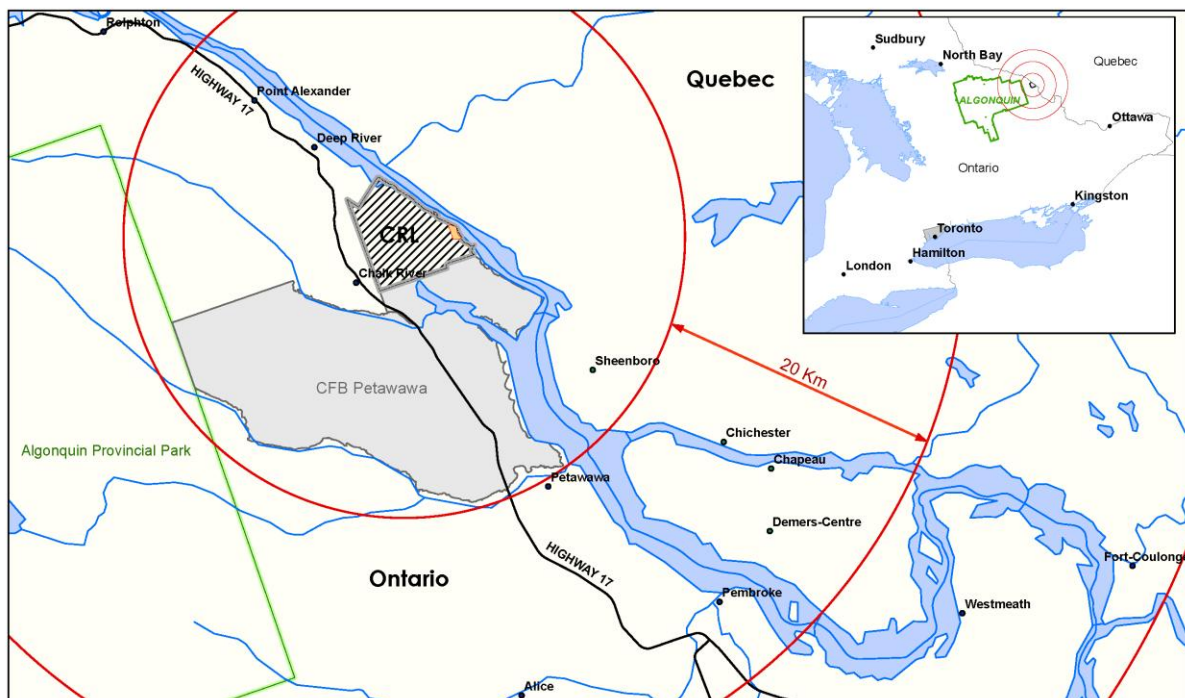 Rolphton
HIGHWAY 17
Point Alexander
Deep River
Quebec
CRL
Chalk River
CFB Petawawa
Sheenboro
20 Km
Algonquin Provincial Park
Chichester
Chapeau
Petawawa
Demers-Centre
HIGHWAY 17
Ontario
Fort-Coulonge
Pembroke
Westmeath
Alice
Sudbury
North Bay
Quebec
ALGONQUIN
Ottawa
Ontario
Kingston
Toronto
Hamilton
London